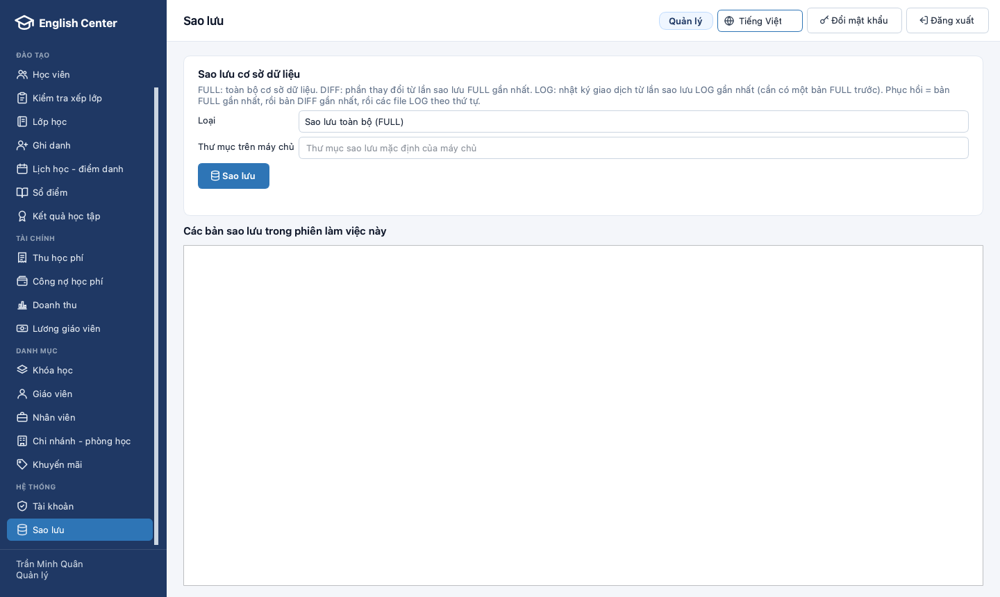 English Center
ĐÀO TẠO
Học viên
Kiểm tra xếp lớp
Lớp học
Ghi danh
Lịch học - điểm danh
Sổ điểm
Kết quả học tập
TÀI CHÍNH
Thu học phí
Công nợ học phí
Doanh thu
Lương giáo viên
DANH MỤC
Khóa học
Giáo viên
Nhân viên
Chi nhánh - phòng học
Khuyến mãi
HỆ THỐNG
Tài khoản
Sao lưu
Trần Minh Quân
Quản lý
Sao lưu
Quản lý
Tiếng Việt
Đổi mật khẩu
Đăng xuất
Sao lưu cơ sở dữ liệu
FULL: toàn bộ cơ sở dữ liệu. DIFF: phần thay đổi từ lần sao lưu FULL gần nhất. LOG: nhật ký giao dịch từ lần sao lưu LOG gần nhất (cần có một bản FULL trước). Phục hồi = bản
FULL gần nhất, rồi bản DIFF gần nhất, rồi các file LOG theo thứ tự.
Loại
Sao lưu toàn bộ (FULL)
Thư mục trên máy chủ
Thư mục sao lưu mặc định của máy chủ
Sao lưu
Các bản sao lưu trong phiên làm việc này